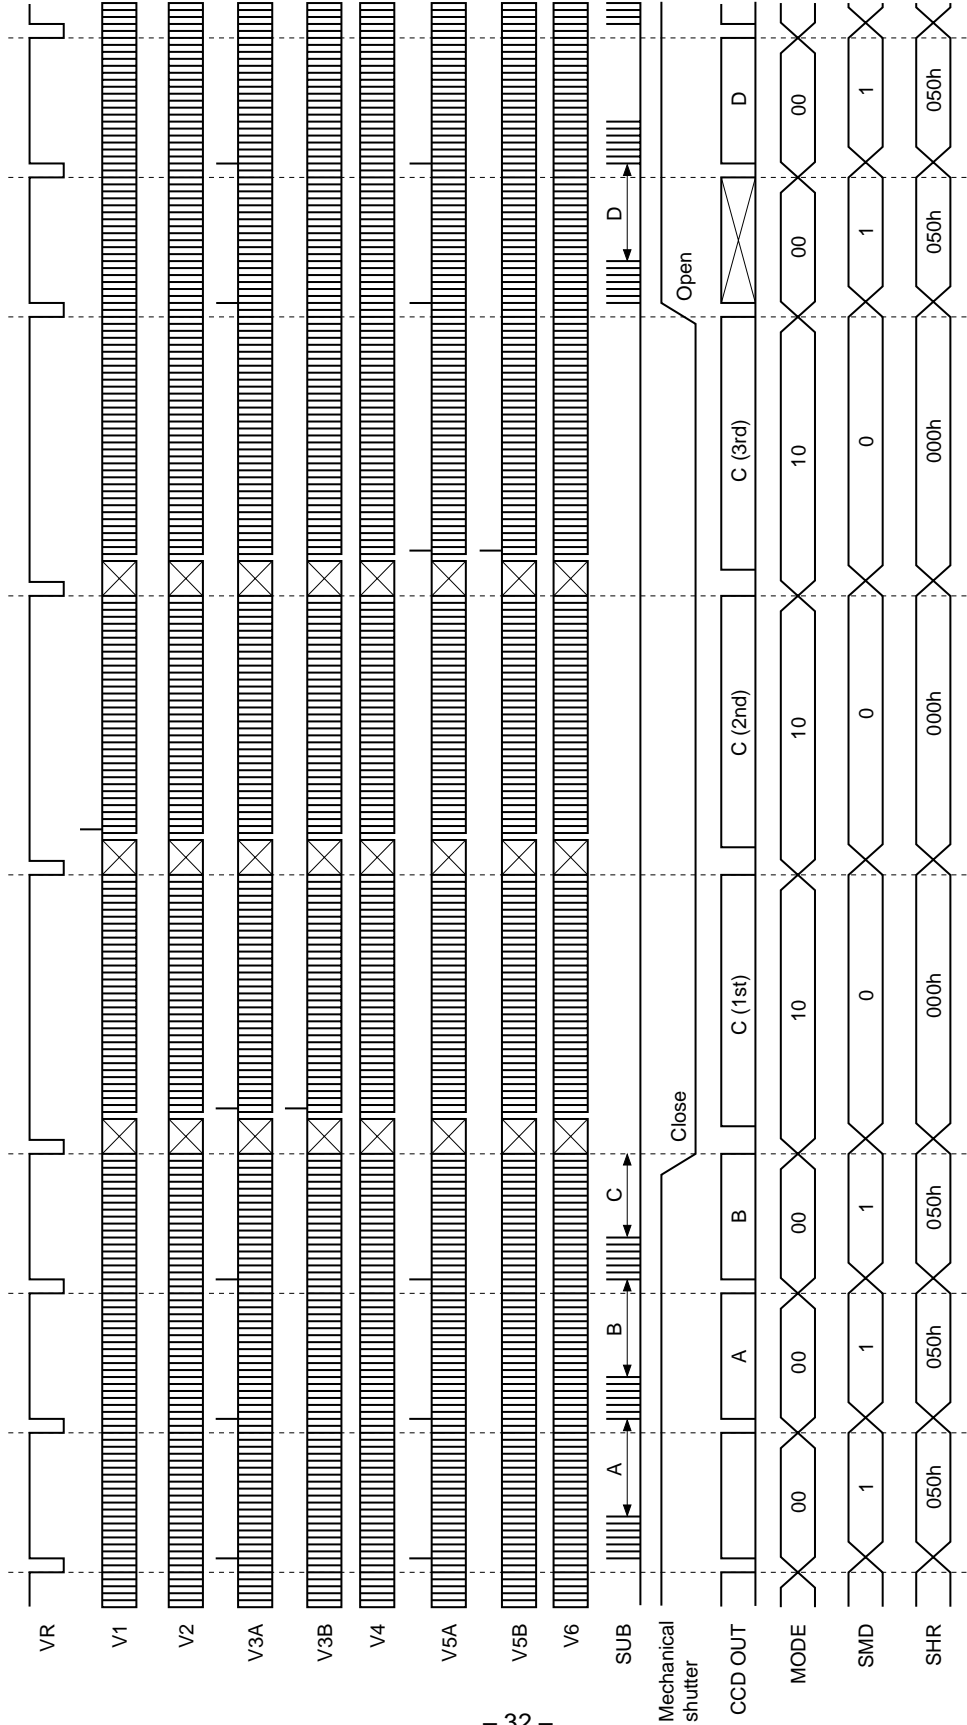 VR
V1
V2
V3A
V3B
V4
V5A
V5B
V6
SUB A B C D
Mechanical
shutter
Close Open
CCD OUT A B C (1st) C (2nd) C (3rd) D
MODE 00 00 00 10 10 10 00 00
SMD 1 1 1 0 0 0 1 1
SHR 050h 050h 050h 000h 000h 000h 050h 050h
– 32 –